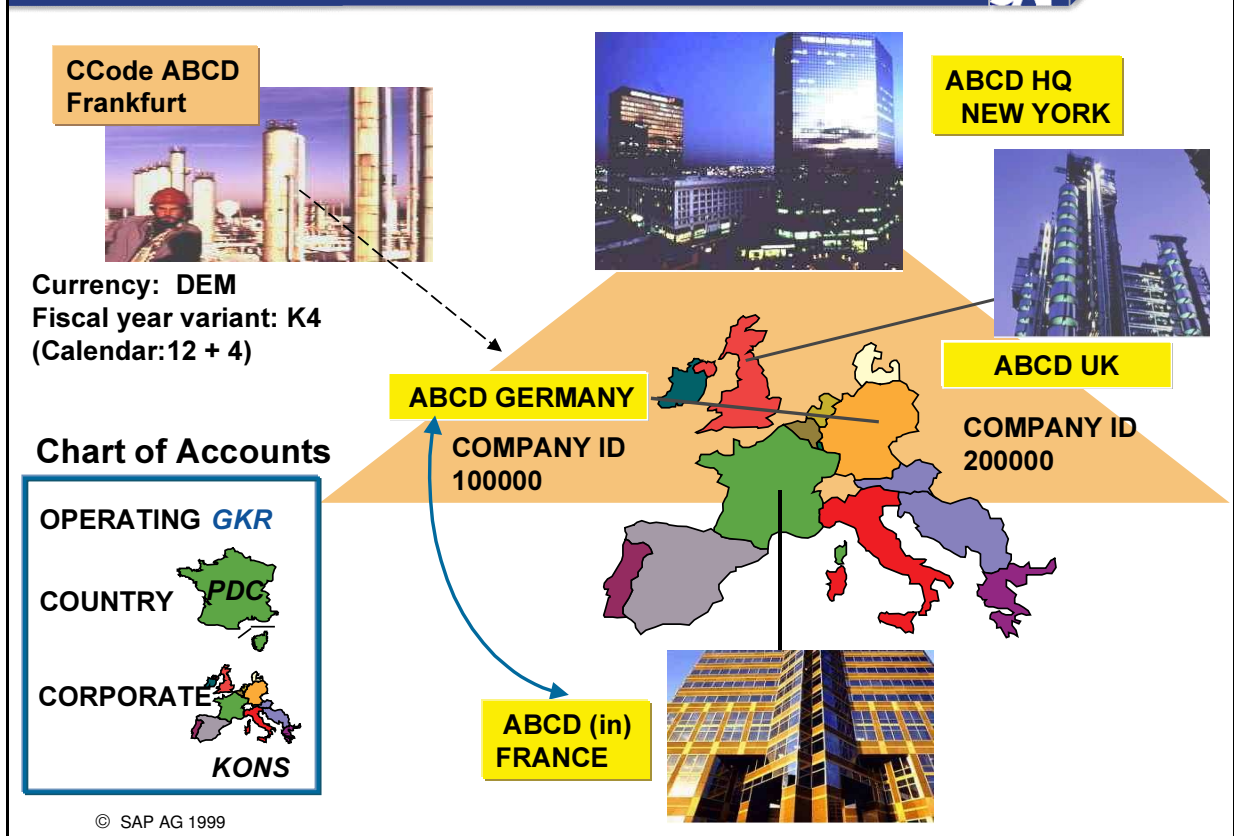 CCode ABCD
Frankfurt
ABCD HQ
NEW YORK
Currency: DEM
Fiscal year variant: K4
(Calendar:12 + 4)
ABCD UK
ABCD GERMANY
COMPANY ID
100000
COMPANY ID
200000
Chart of Accounts
OPERATING GKR
COUNTRY PDC
CORPORATE
KONS
ABCD (in)
FRANCE
© SAP AG 1999